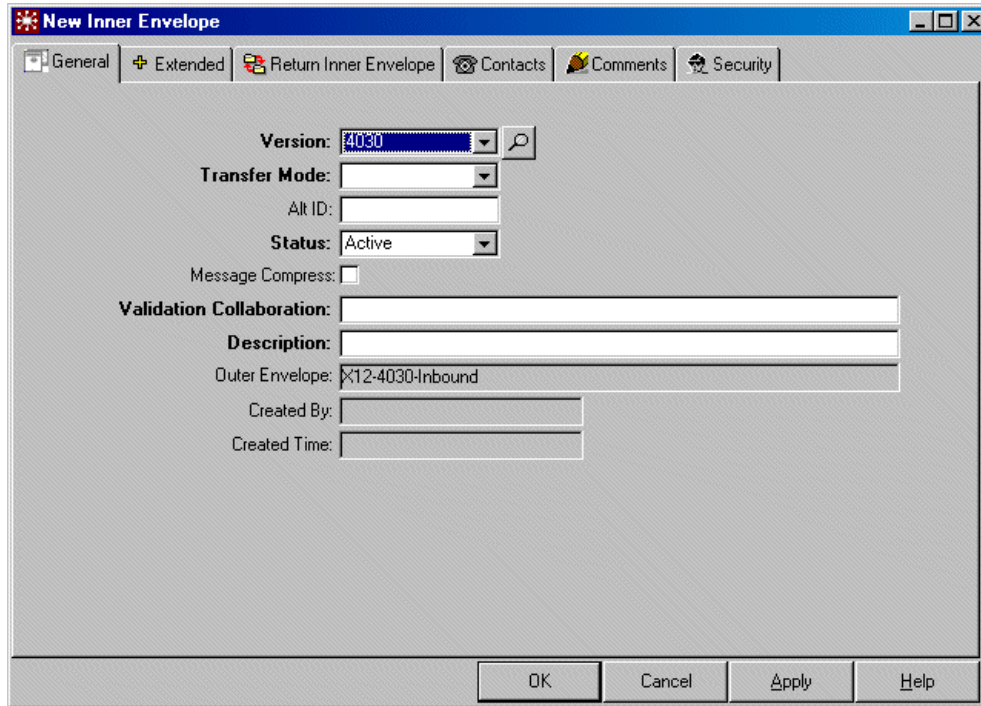 New Inner Envelope
General Extended Return Inner Envelope Contacts Comments Security
Version: 4030
Transfer Mode:
Alt ID:
Status: Active
Message Compress:
Validation Collaboration:
Description:
Outer Envelope: X12-4030-Inbound
Created By:
Created Time:
OK Cancel Apply Help